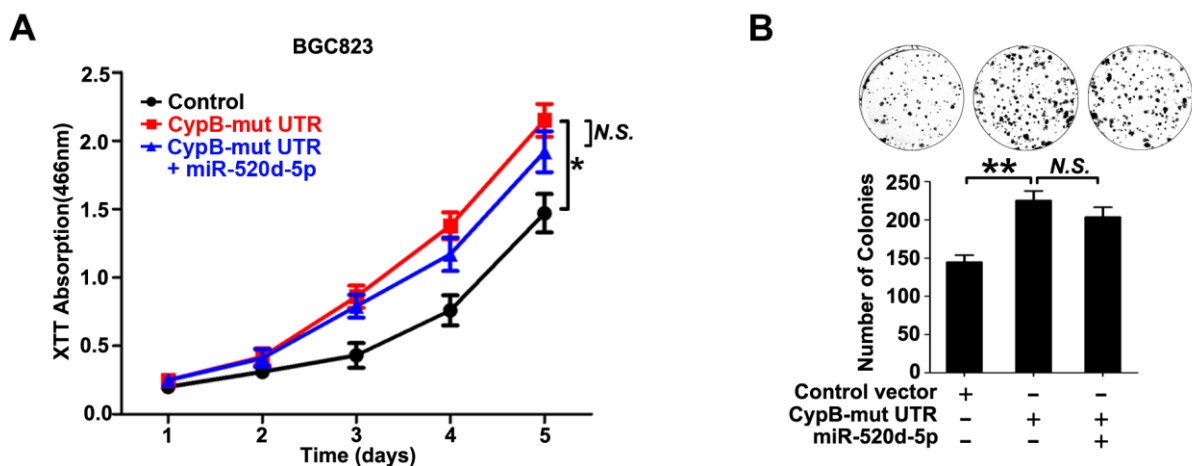 A
BGC823
XTT Absorption(466nm)
2.5
2.0
1.5
1.0
0.5
0.0
Control
CypB-mut UTR
CypB-mut UTR
+ miR-520d-5p
N.S.
*
1 2 3 4 5
Time (days)
B
** N.S.
Number of Colonies
250
200
150
100
50
0
Control vector + – –
CypB-mut UTR – + +
miR-520d-5p – – +